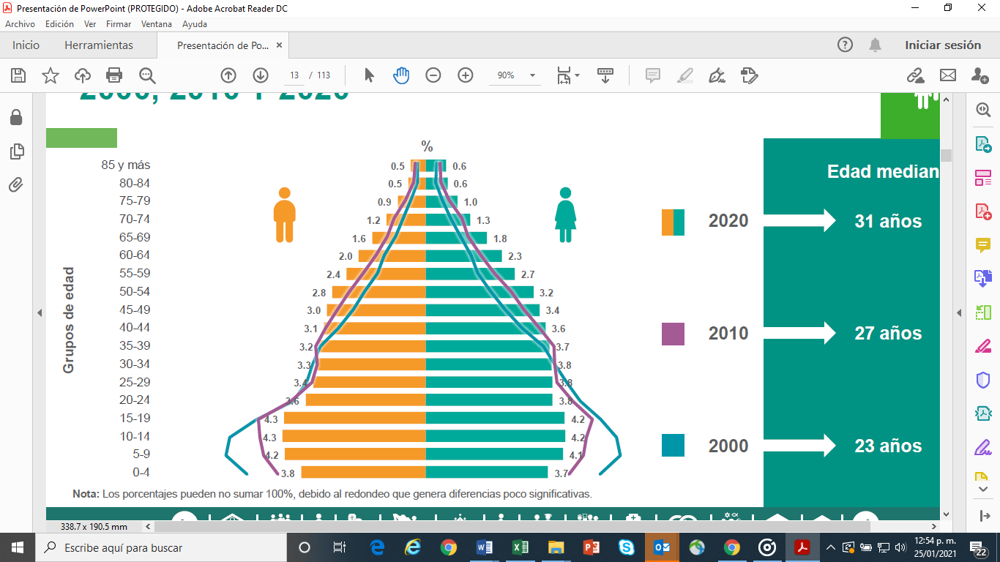 Presentación de PowerPoint (PROTEGIDO) - Adobe Acrobat Reader DC
Archivo Edición Ver Firmar Ventana Ayuda
Inicio Herramientas Presentación de Po... × Iniciar sesión
13 / 113 90%
2000, 2010 Y 2020
%
Edad median
Grupos de edad
85 y más 0.5 0.6
80-84 0.5 0.6
75-79 0.9 1.0
70-74 1.2 1.3
65-69 1.6 1.8
60-64 2.0 2.3
55-59 2.4 2.7
50-54 2.8 3.2
45-49 3.0 3.4
40-44 3.1 3.6
35-39 3.2 3.7
30-34 3.3 3.8
25-29 3.4 3.8
20-24 3.6 3.8
15-19 4.3 4.2
10-14 4.3 4.2
5-9 4.2 4.1
0-4 3.8 3.7
2020 31 años
2010 27 años
2000 23 años
Nota: Los porcentajes pueden no sumar 100%, debido al redondeo que genera diferencias poco significativas.
338.7 x 190.5 mm
Escribe aquí para buscar
12:54 p. m.
25/01/2021
22